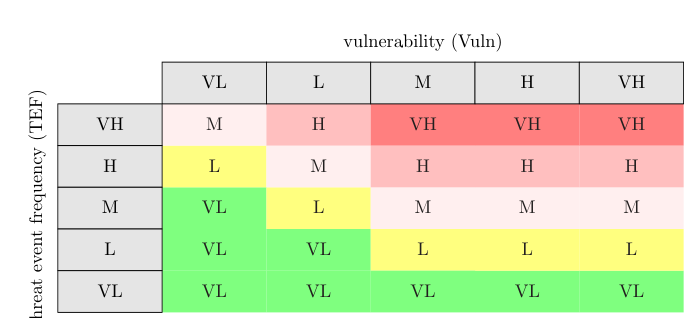 vulnerability (Vuln)
VL L M H VH
VH M H VH VH VH
H L M H H H
M VL L M M M
L VL VL L L L
VL VL VL VL VL VL
hreat event frequency (TEF)